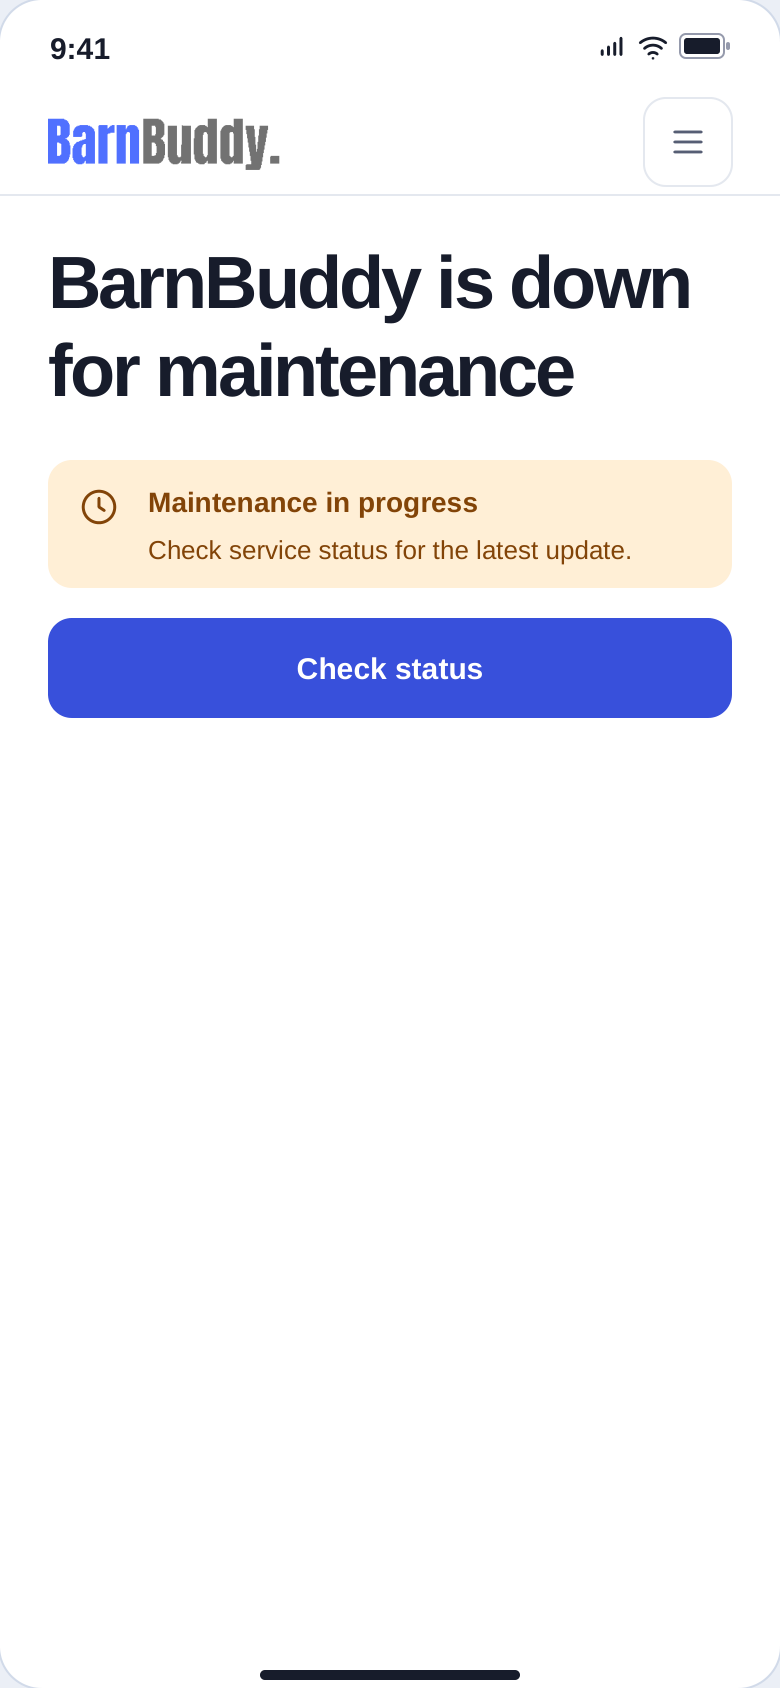 9:41
BarnBuddy.
BarnBuddy is down
for maintenance
Maintenance in progress
Check service status for the latest update.
Check status